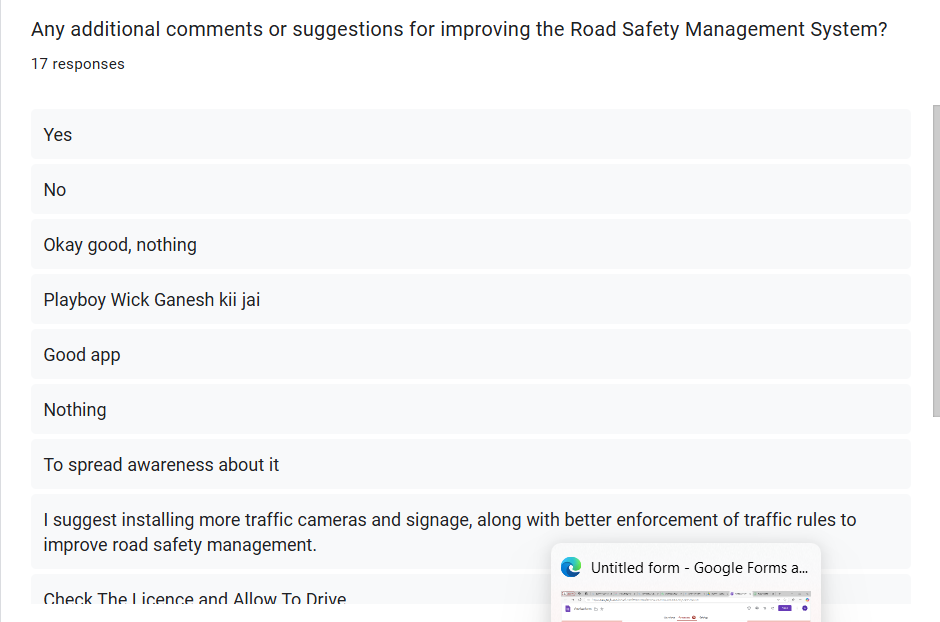 Any additional comments or suggestions for improving the Road Safety Management System?
17 responses
Yes
No
Okay good, nothing
Playboy Wick Ganesh kii jai
Good app
Nothing
To spread awareness about it
I suggest installing more traffic cameras and signage, along with better enforcement of traffic rules to
improve road safety management.
Check The Licence and Allow To Drive
Untitled form - Google Forms a...